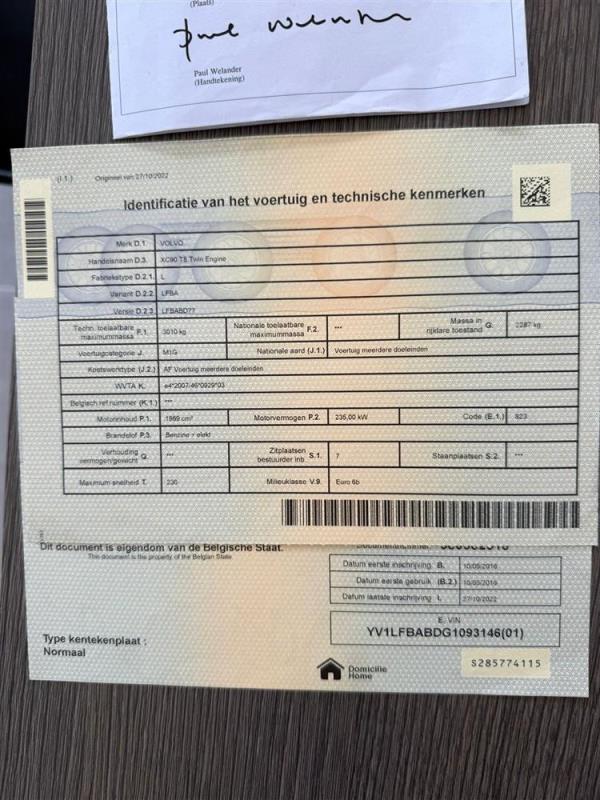 (Plaats)
Paul Welander
Paul Welander
(Handtekening)
(I.1.) Origineel van 27/10/2022
Identificatie van het voertuig en technische kenmerken
Merk D.1. VOLVO
Handelsnaam D.3. XC90 T8 Twin Engine
Fabriekstype D.2.1. L
Variant D.2.2. LFBA
Versie D.2.3. LFBABD??
Techn. toelaatbare maximummassa F.1. 3010 kg Nationale toelaatbare maximummassa F.2. *** Massa in rijklare toestand G. 2287 kg
Voertuigcategorie J. M1G Nationale aard (J.1.) Voertuig meerdere doeleinden
Koetswerktype (J.2.) AF Voertuig meerdere doeleinden
WVTA K. e4*2007/46*0929*03
Belgisch ref.nummer (K.1.) ***
Motorinhoud P.1. 1969 cm³ Motorvermogen P.2. 235,00 kW Code (E.1.) 823
Brandstof P.3. Benzine + elekt
Verhouding vermogen/gewicht Q. *** Zitplaatsen bestuurder inb. S.1. 7 Staanplaatsen S.2. ***
Maximum snelheid T. 230 Milieuklasse V.9. Euro 6b
Dit document is eigendom van de Belgische Staat.
This document is the property of the Belgian State.
Datum eerste inschrijving B. 10/05/2016
Datum eerste gebruik (B.2.) 10/05/2016
Datum laatste inschrijving I. 27/10/2022
E. VIN
YV1LFBABDG1093146(01)
Type kentekenplaat :
Normaal
Domicilie
Home
S285774115